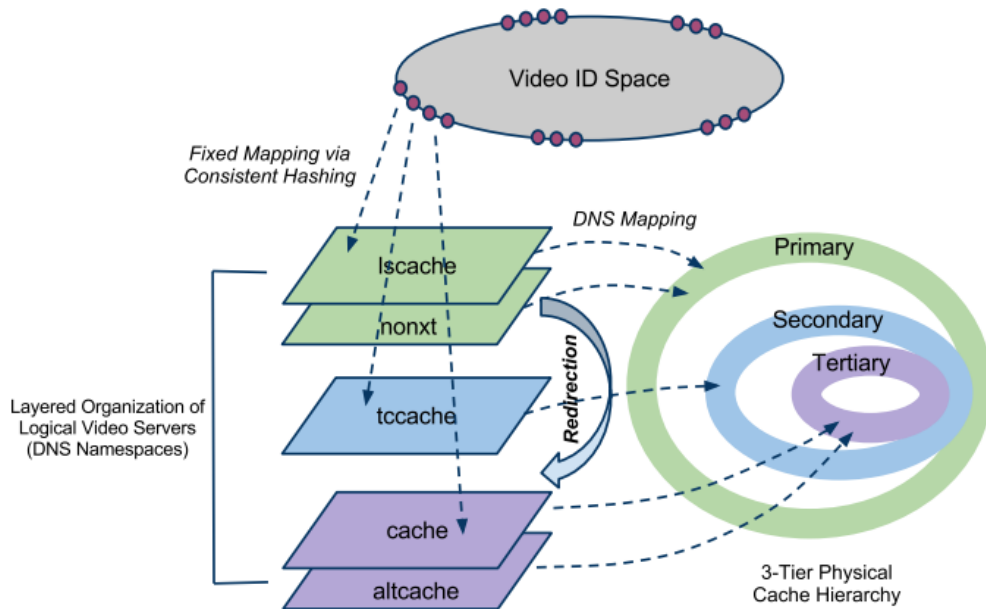 Video ID Space
Fixed Mapping via
Consistent Hashing
DNS Mapping
lscache
nonxt
tccache
cache
altcache
Redirection
Layered Organization of
Logical Video Servers
(DNS Namespaces)
Primary
Secondary
Tertiary
3-Tier Physical
Cache Hierarchy